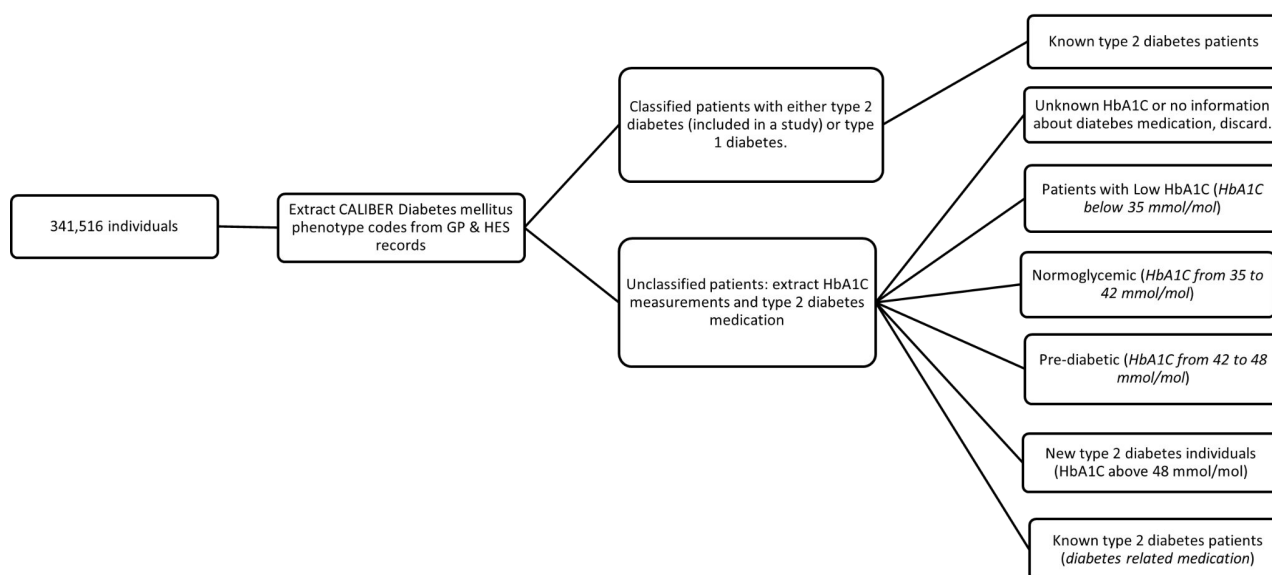 341,516 individuals
Extract CALIBER Diabetes mellitus
phenotype codes from GP & HES
records
Classified patients with either type 2
diabetes (included in a study) or type
1 diabetes.
Unclassified patients: extract HbA1C
measurements and type 2 diabetes
medication
Known type 2 diabetes patients
Unknown HbA1C or no information
about diatebes medication, discard.
Patients with Low HbA1C (HbA1C
below 35 mmol/mol)
Normoglycemic (HbA1C from 35 to
42 mmol/mol)
Pre-diabetic (HbA1C from 42 to 48
mmol/mol)
New type 2 diabetes individuals
(HbA1C above 48 mmol/mol)
Known type 2 diabetes patients
(diabetes related medication)